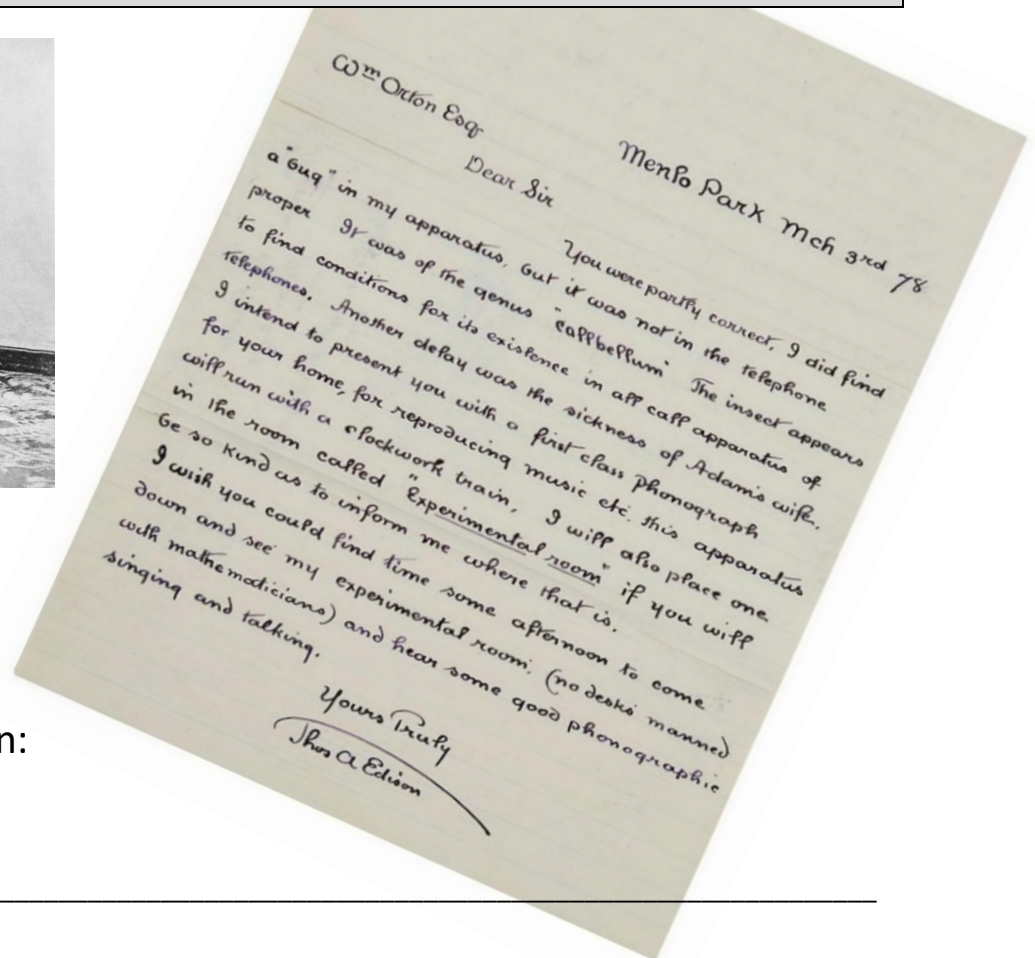 Wm Orton Esq
Menlo Park Mch 3rd 78
Dear Sir
You were partly correct, I did find
a "bug" in my apparatus, but it was not in the telephone
proper It was of the genus "callbellum" The insect appears
to find conditions for its existence in all call apparatus of
telephones. Another delay was the sickness of Adams wife.
I intend to present you with a first class phonograph
for your home, for reproducing music etc. this apparatus
will run with a clockwork train, I will also place one
in the room called "Experimental room" if you will
be so kind as to inform me where that is.
I wish you could find time some afternoon to come
down and see my experimental room. (no desks manned
with mathematicians) and hear some good phonographic
singing and talking.
Yours Truly
Thos A Edison
n: